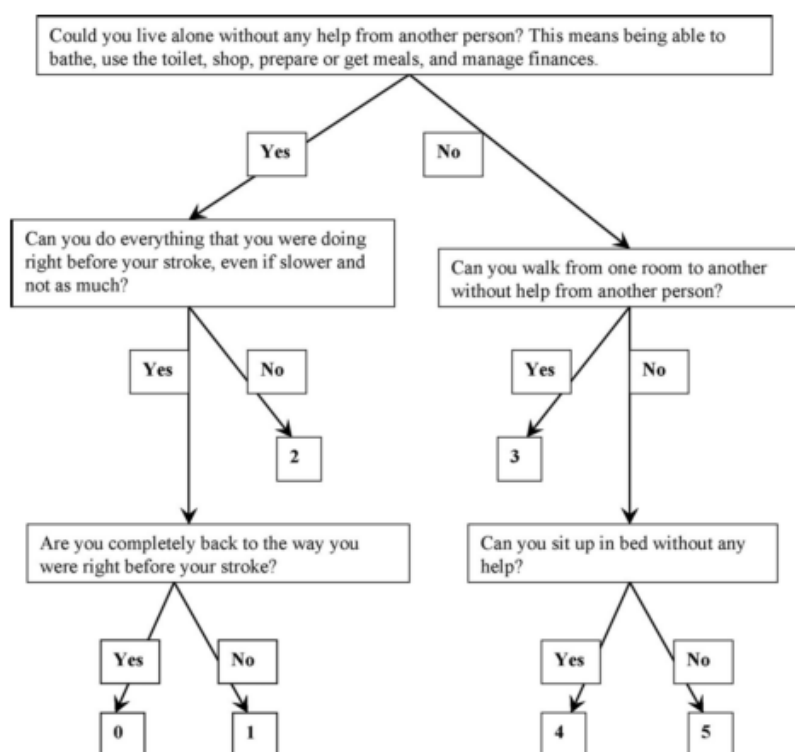 Could you live alone without any help from another person? This means being able to
bathe, use the toilet, shop, prepare or get meals, and manage finances.
Yes
No
Can you do everything that you were doing
right before your stroke, even if slower and
not as much?
Can you walk from one room to another
without help from another person?
Yes
No
Yes
No
2
3
Are you completely back to the way you
were right before your stroke?
Can you sit up in bed without any
help?
Yes
No
Yes
No
0
1
4
5